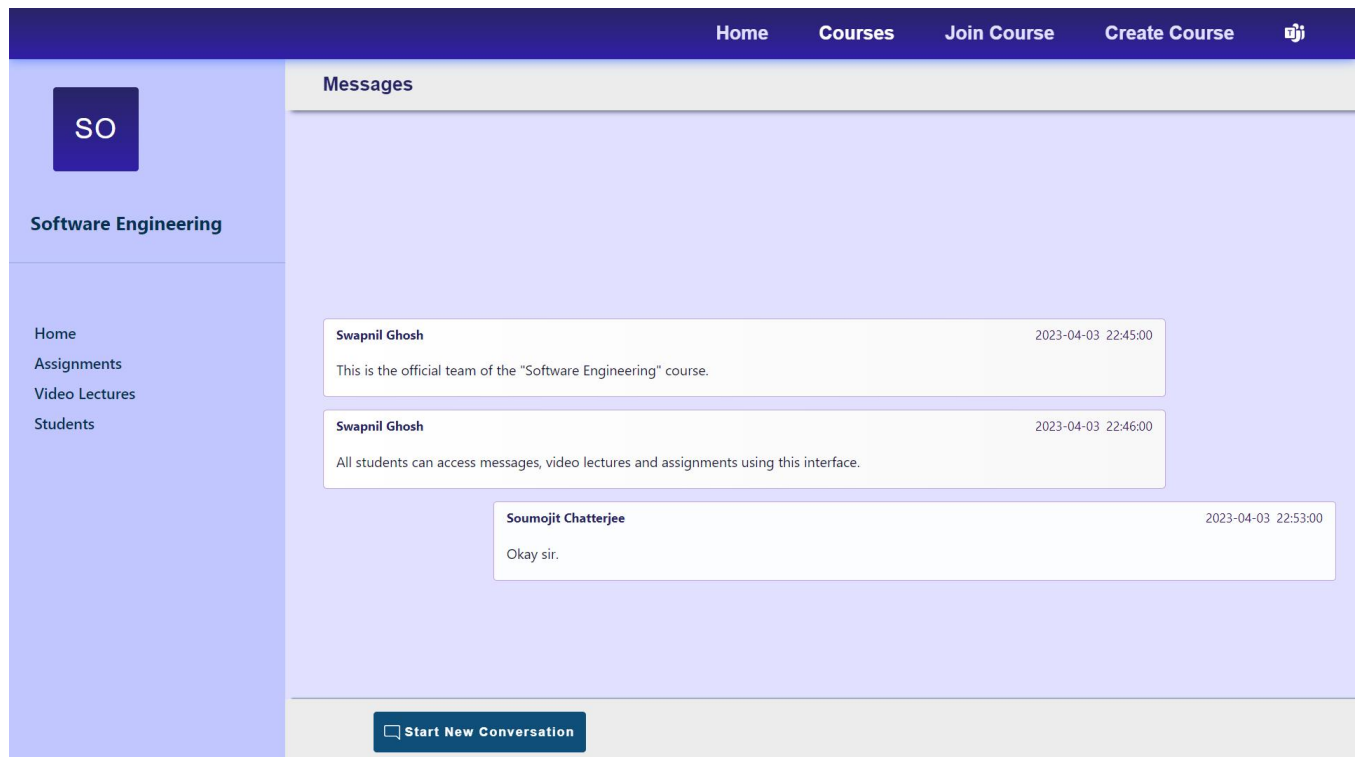 Home Courses Join Course Create Course
Messages
SO
Software Engineering
Home
Assignments
Video Lectures
Students
Swapnil Ghosh 2023-04-03 22:45:00
This is the official team of the "Software Engineering" course.
Swapnil Ghosh 2023-04-03 22:46:00
All students can access messages, video lectures and assignments using this interface.
Soumojit Chatterjee 2023-04-03 22:53:00
Okay sir.
Start New Conversation